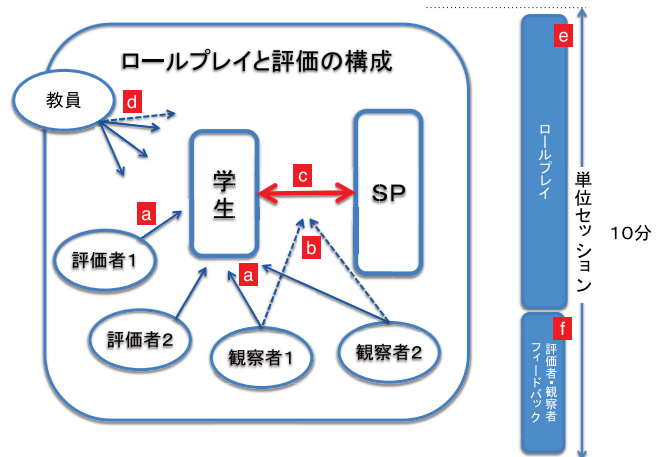 ロールプレイと評価の構成
教員
d
学生
c
SP
a
評価者1
b
a
評価者2
観察者1
観察者2
e
ロールプレイ
f
評価者・観察者
フィードバック
単位セッション
10分